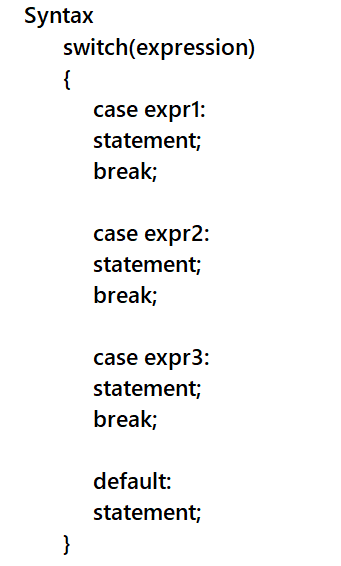 Syntax
switch(expression)
{
case expr1:
statement;
break;
case expr2:
statement;
break;
case expr3:
statement;
break;
default:
statement;
}